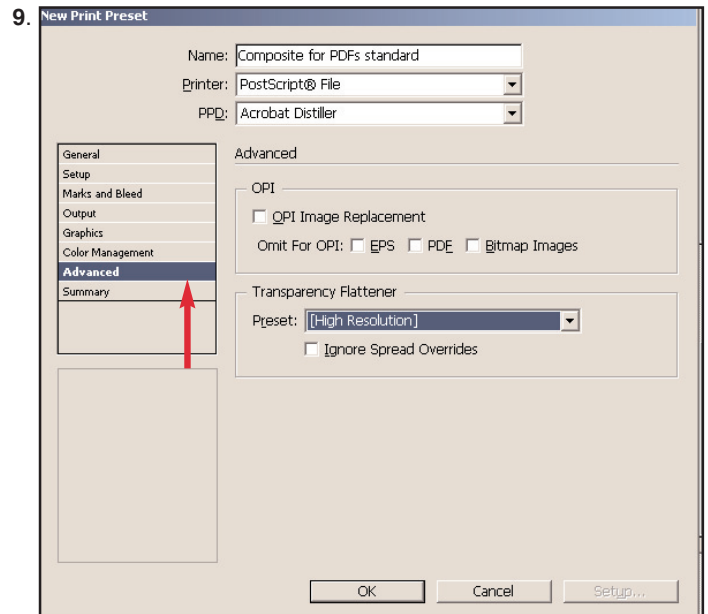 9.
New Print Preset
Name: Composite for PDFs standard
Printer: PostScript® File
PPD: Acrobat Distiller
General
Setup
Marks and Bleed
Output
Graphics
Color Management
Advanced
Summary
Advanced
OPI
OPI Image Replacement
Omit For OPI: EPS PDF Bitmap Images
Transparency Flattener
Preset: [High Resolution]
Ignore Spread Overrides
OK Cancel Setup...